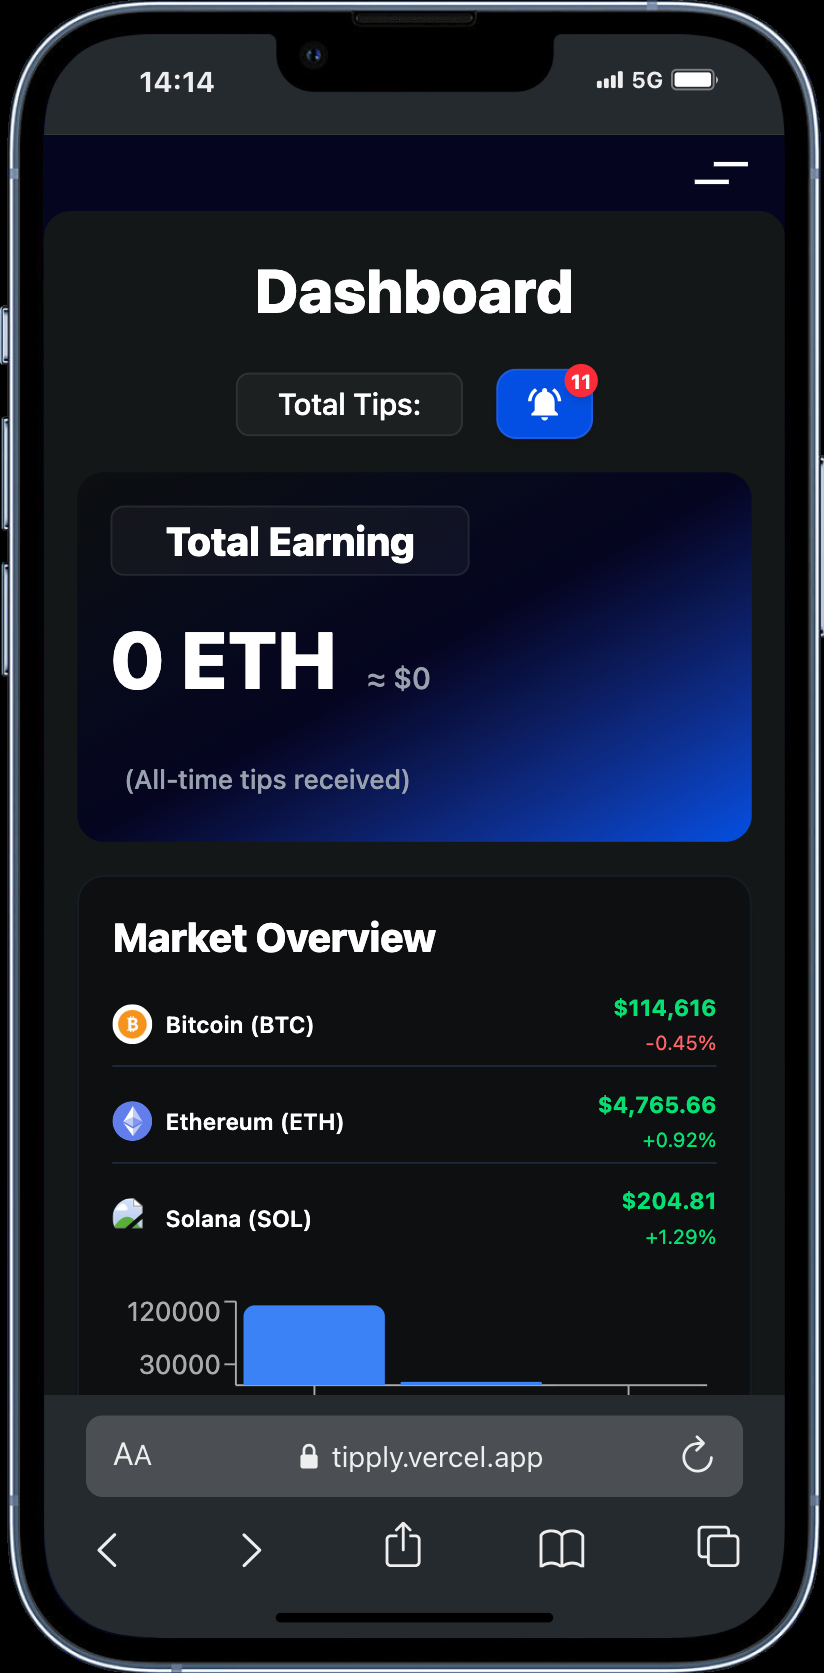 14:14
5G
Dashboard
Total Tips:
11
Total Earning
0 ETH ≈ $0
(All-time tips received)
Market Overview
Bitcoin (BTC)
$114,616
-0.45%
Ethereum (ETH)
$4,765.66
+0.92%
Solana (SOL)
$204.81
+1.29%
120000
30000
AA
tipply.vercel.app